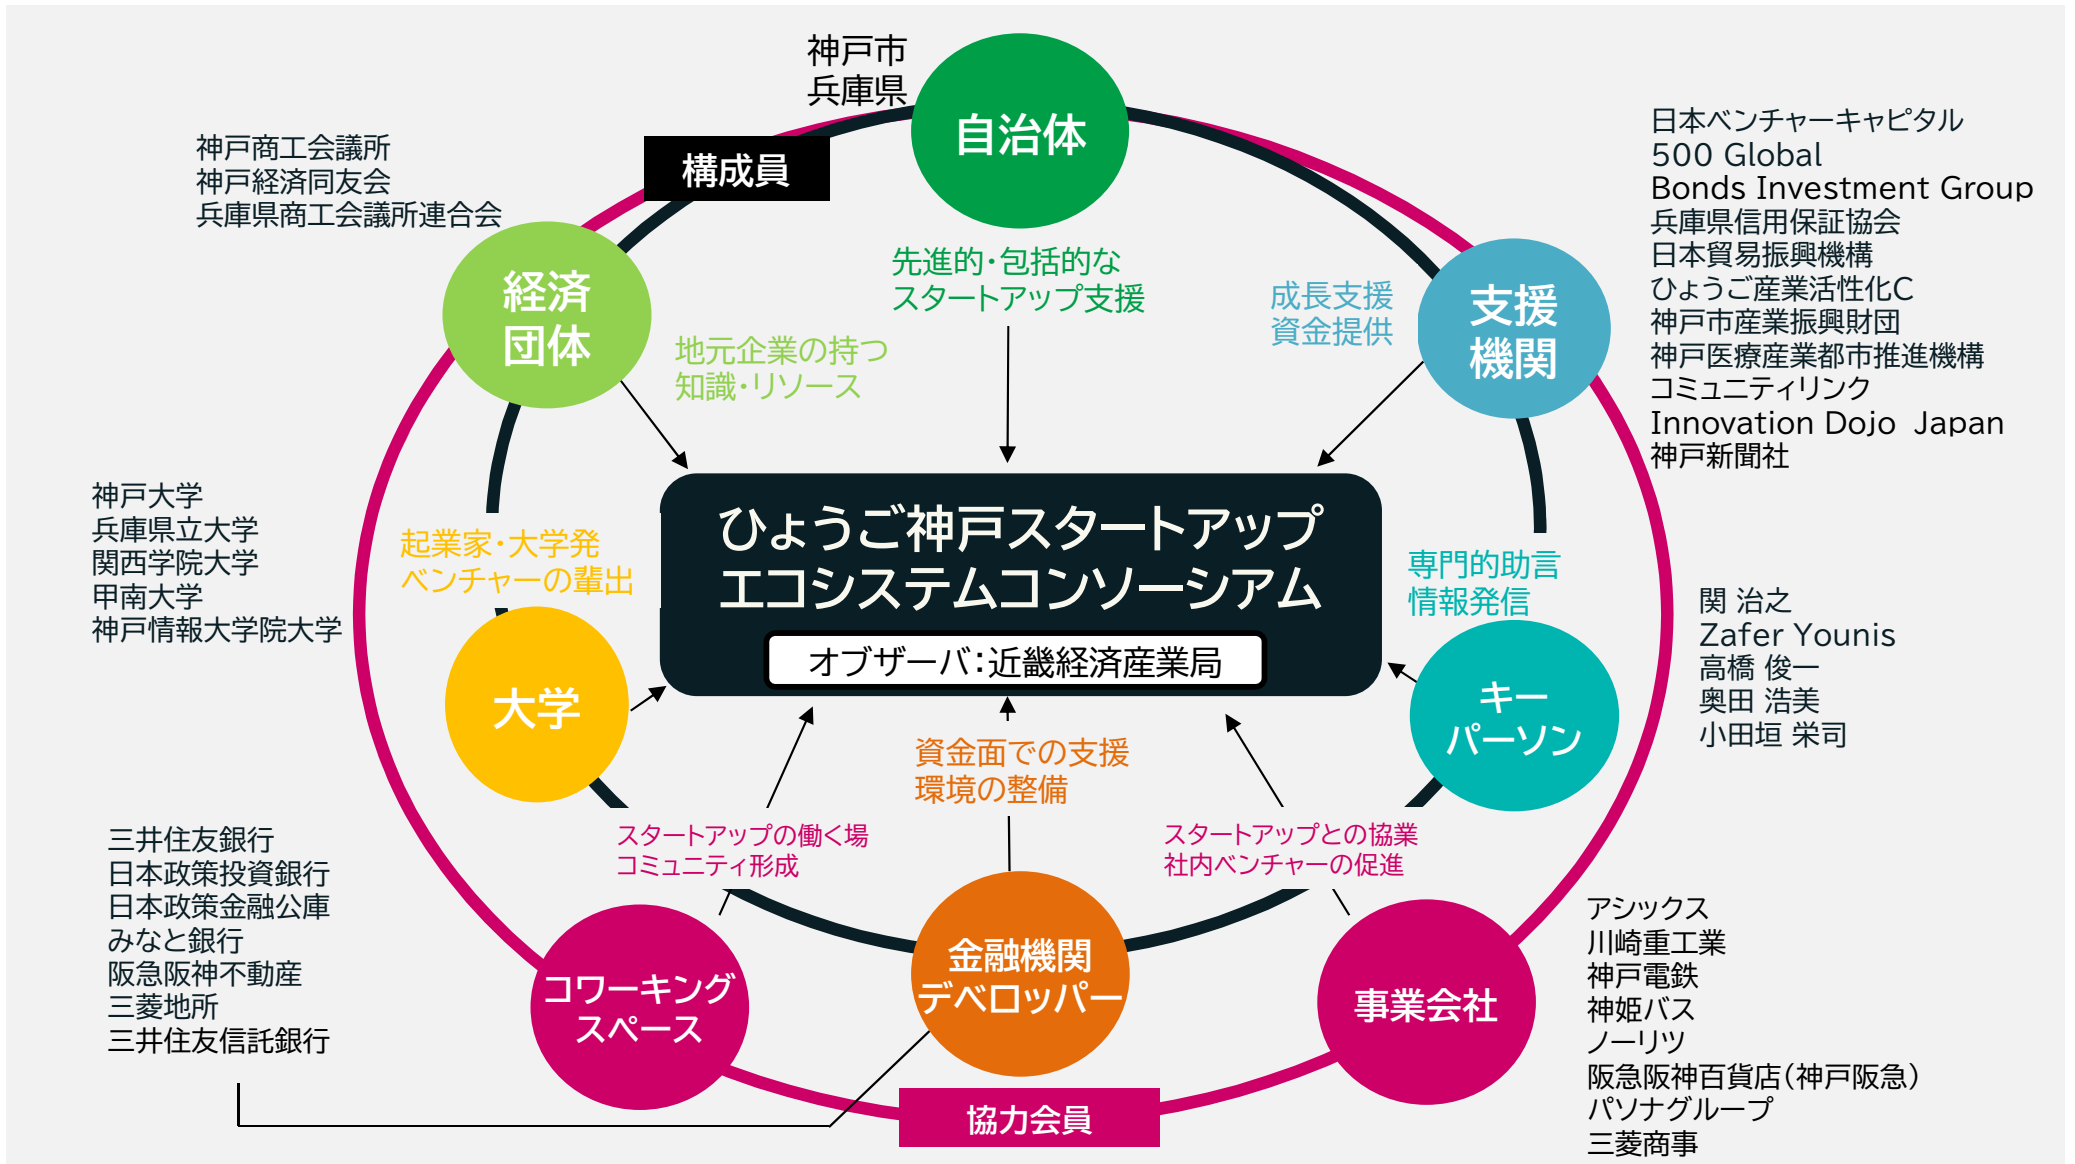 神戸市
兵庫県
自治体
構成員
神戸商工会議所
神戸経済同友会
兵庫県商工会議所連合会
経済
団体
地元企業の持つ
知識・リソース
先進的・包括的な
スタートアップ支援
成長支援
資金提供
支援
機関
日本ベンチャーキャピタル
500 Global
Bonds Investment Group
兵庫県信用保証協会
日本貿易振興機構
ひょうご産業活性化C
神戸市産業振興財団
神戸医療産業都市推進機構
コミュニティリンク
Innovation Dojo Japan
神戸新聞社
ひょうご神戸スタートアップ
エコシステムコンソーシアム
オブザーバ：近畿経済産業局
神戸大学
兵庫県立大学
関西学院大学
甲南大学
神戸情報大学院大学
起業家・大学発
ベンチャーの輩出
大学
専門的助言
情報発信
キー
パーソン
関 治之
Zafer Younis
高橋 俊一
奥田 浩美
小田垣 栄司
資金面での支援
環境の整備
スタートアップの働く場
コミュニティ形成
スタートアップとの協業
社内ベンチャーの促進
三井住友銀行
日本政策投資銀行
日本政策金融公庫
みなと銀行
阪急阪神不動産
三菱地所
三井住友信託銀行
コワーキング
スペース
金融機関
デベロッパー
事業会社
アシックス
川崎重工業
神戸電鉄
神姫バス
ノーリツ
阪急阪神百貨店（神戸阪急）
パソナグループ
三菱商事
協力会員